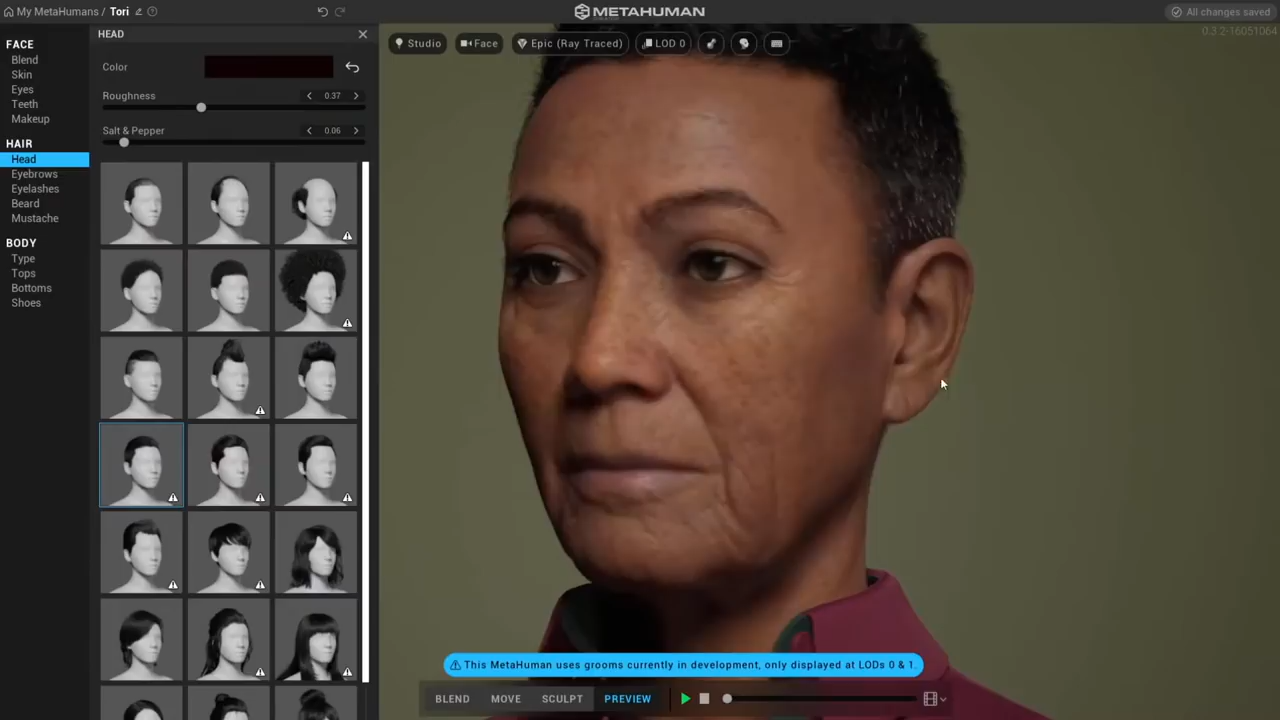 My MetaHumans / Tori
METAHUMAN
All changes saved
0.3.2-16051064
FACE
Blend
Skin
Eyes
Teeth
Makeup
HAIR
Head
Eyebrows
Eyelashes
Beard
Mustache
BODY
Type
Tops
Bottoms
Shoes
HEAD
Color
Roughness
0.37
Salt & Pepper
0.06
Studio
Face
Epic (Ray Traced)
LOD 0
This MetaHuman uses grooms currently in development, only displayed at LODs 0 & 1.
BLEND
MOVE
SCULPT
PREVIEW